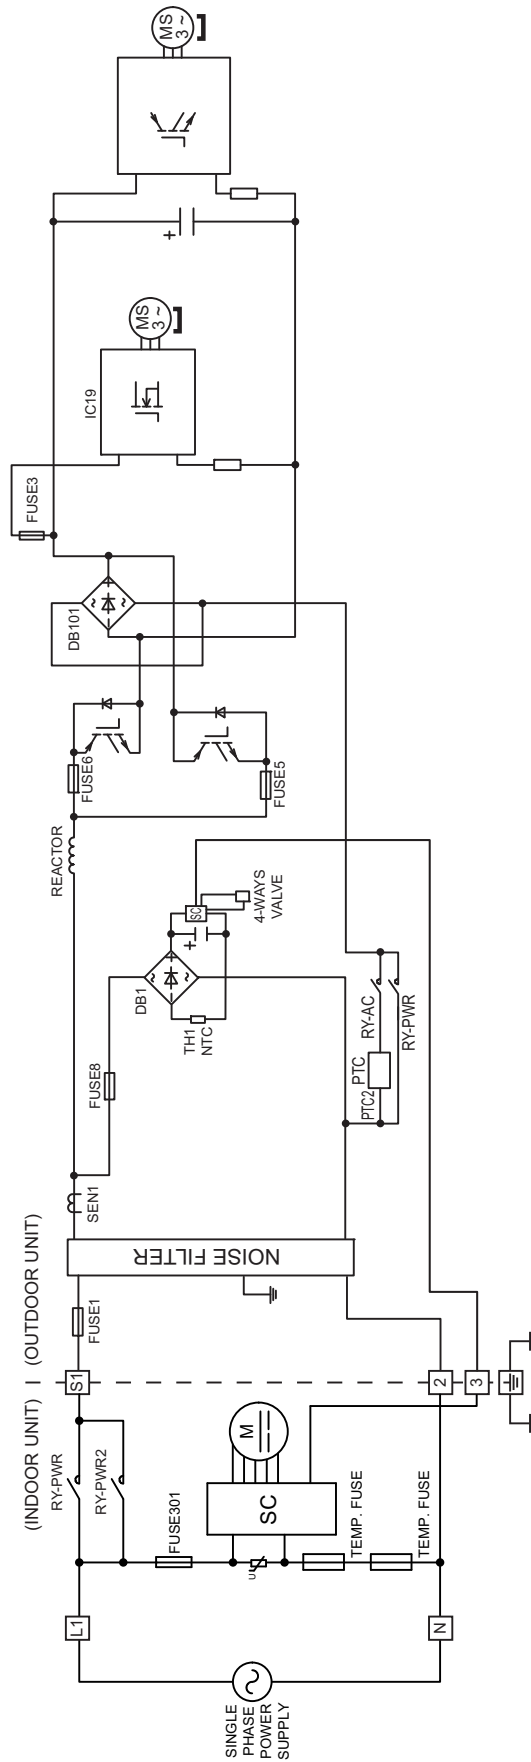 (INDOOR UNIT)
(OUTDOOR UNIT)
SINGLE
PHASE
POWER
SUPPLY
L1
N
RY-PWR
RY-PWR2
FUSE301
U
SC
M
TEMP. FUSE
TEMP. FUSE
S1
2
3
FUSE1
NOISE FILTER
SEN1
FUSE8
TH1
NTC
DB1
+
SC
4-WAYS
VALVE
PTC2
PTC
RY-AC
RY-PWR
REACTOR
FUSE6
FUSE5
DB101
FUSE3
IC19
MS
3 ~
+
MS
3 ~